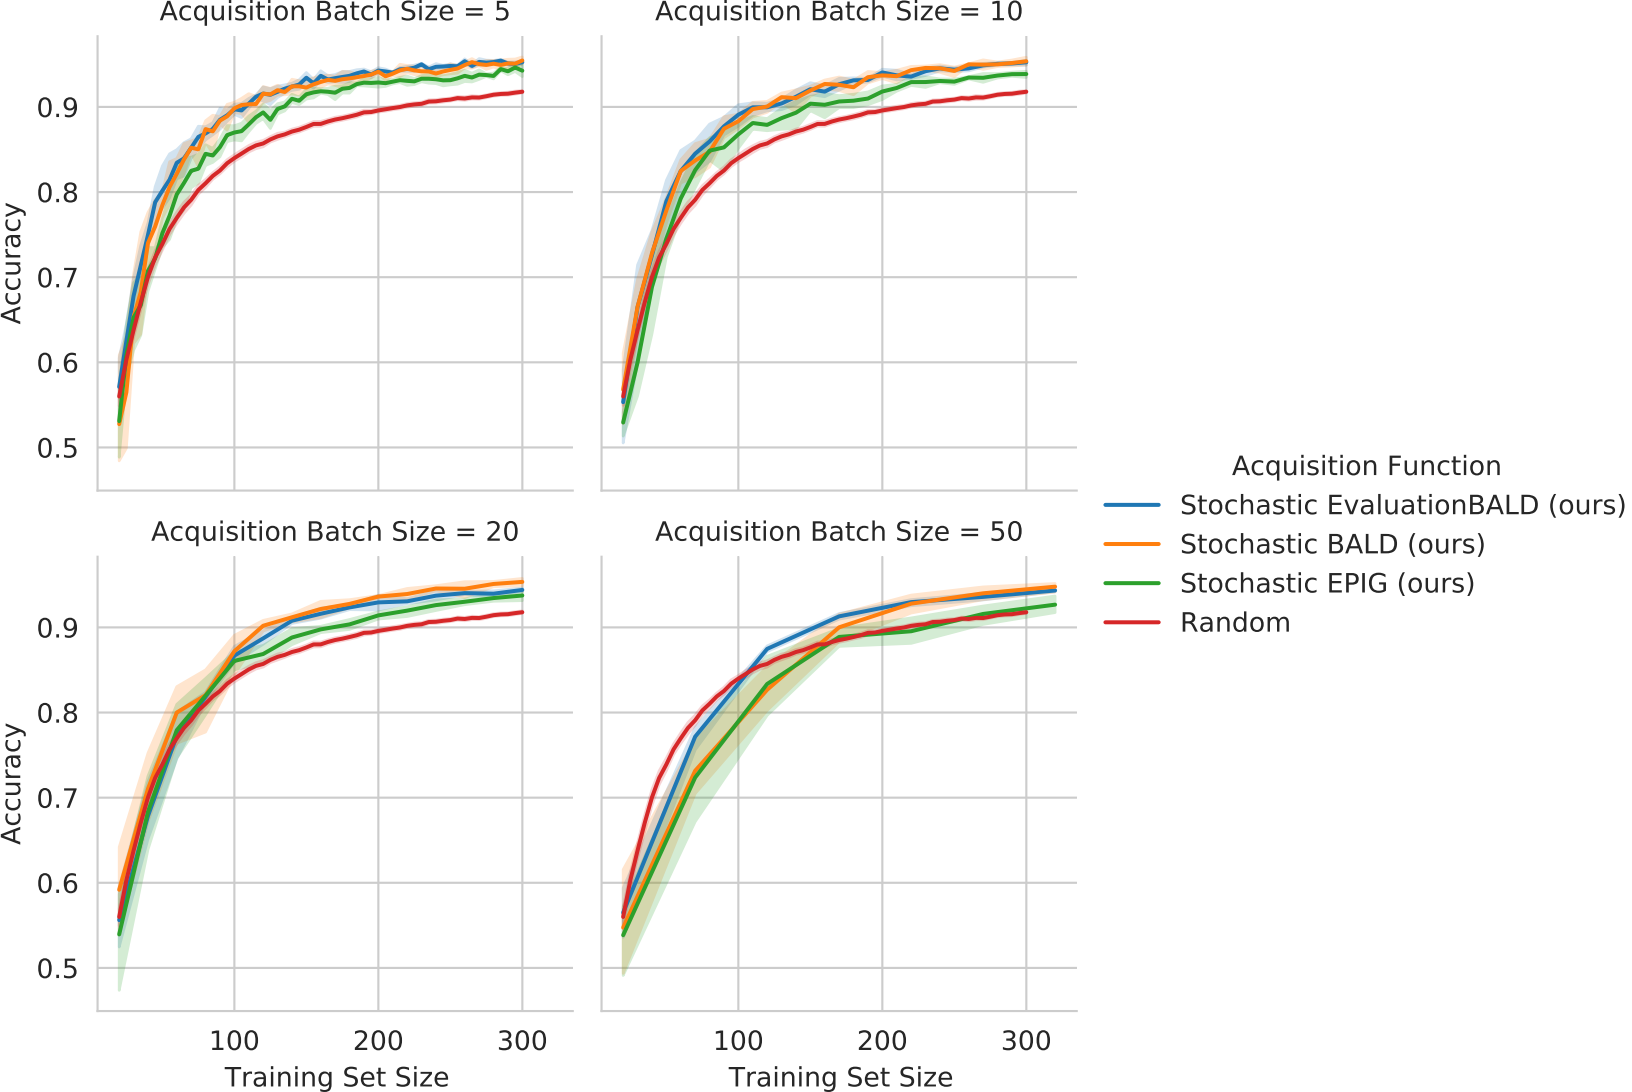 Acquisition Batch Size = 5
Acquisition Batch Size = 10
Accuracy
0.9
0.8
0.7
0.6
0.5
Acquisition Function
Stochastic EvaluationBALD (ours)
Stochastic BALD (ours)
Stochastic EPIG (ours)
Random
Acquisition Batch Size = 20
Acquisition Batch Size = 50
Accuracy
0.9
0.8
0.7
0.6
0.5
100 200 300
100 200 300
Training Set Size
Training Set Size